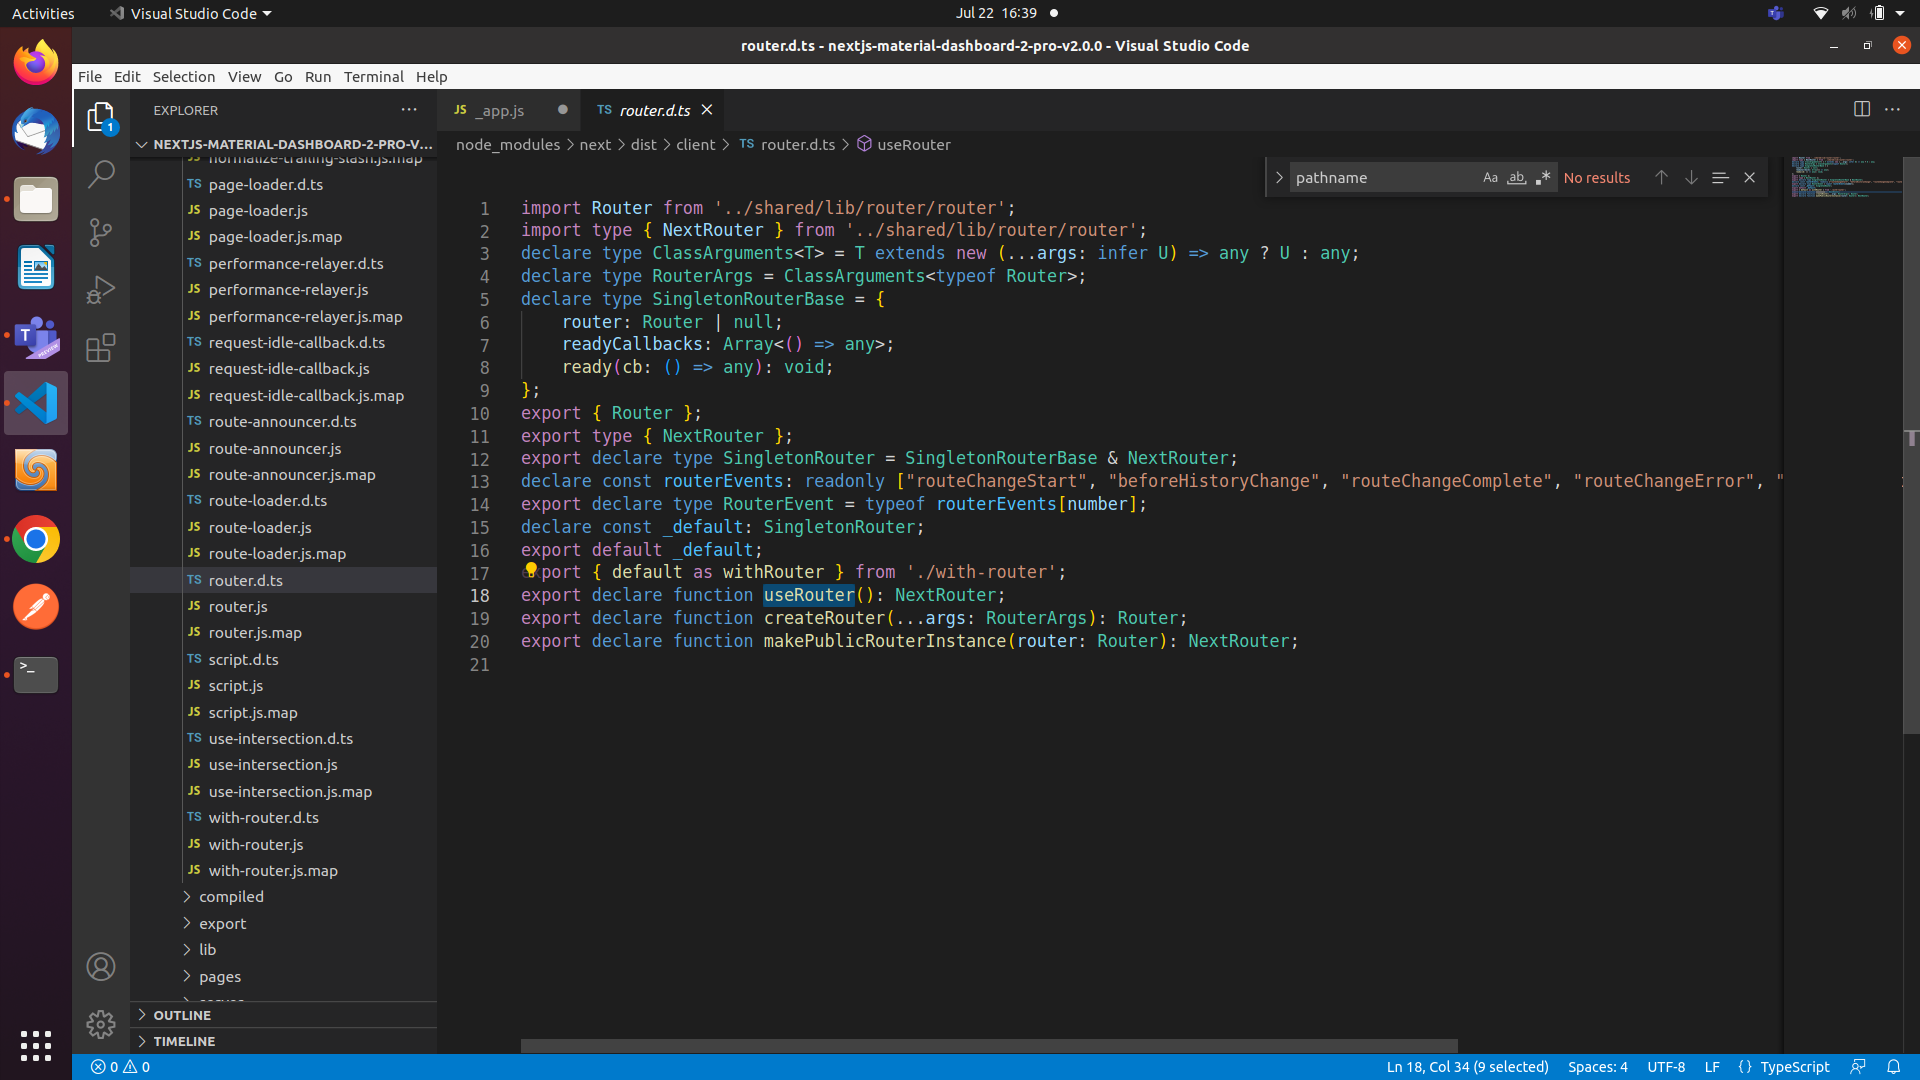 Activities
Visual Studio Code
Jul 22 16:39
router.d.ts - nextjs-material-dashboard-2-pro-v2.0.0 - Visual Studio Code
File Edit Selection View Go Run Terminal Help
EXPLORER
NEXTJS-MATERIAL-DASHBOARD-2-PRO-V...
JS normalize-trailing-slash.js.map
TS page-loader.d.ts
JS page-loader.js
JS page-loader.js.map
TS performance-relayer.d.ts
JS performance-relayer.js
JS performance-relayer.js.map
TS request-idle-callback.d.ts
JS request-idle-callback.js
JS request-idle-callback.js.map
TS route-announcer.d.ts
JS route-announcer.js
JS route-announcer.js.map
TS route-loader.d.ts
JS route-loader.js
JS route-loader.js.map
TS router.d.ts
JS router.js
JS router.js.map
TS script.d.ts
JS script.js
JS script.js.map
TS use-intersection.d.ts
JS use-intersection.js
JS use-intersection.js.map
TS with-router.d.ts
JS with-router.js
JS with-router.js.map
compiled
export
lib
pages
OUTLINE
TIMELINE
JS _app.js
TS router.d.ts
node_modules > next > dist > client > TS router.d.ts > useRouter
pathname Aa ab .* No results
1 import Router from '../shared/lib/router/router';
2 import type { NextRouter } from '../shared/lib/router/router';
3 declare type ClassArguments<T> = T extends new (...args: infer U) => any ? U : any;
4 declare type RouterArgs = ClassArguments<typeof Router>;
5 declare type SingletonRouterBase = {
6 router: Router | null;
7 readyCallbacks: Array<() => any>;
8 ready(cb: () => any): void;
9 };
10 export { Router };
11 export type { NextRouter };
12 export declare type SingletonRouter = SingletonRouterBase & NextRouter;
13 declare const routerEvents: readonly ["routeChangeStart", "beforeHistoryChange", "routeChangeComplete", "routeChangeError", "
14 export declare type RouterEvent = typeof routerEvents[number];
15 declare const _default: SingletonRouter;
16 export default _default;
17 export { default as withRouter } from './with-router';
18 export declare function useRouter(): NextRouter;
19 export declare function createRouter(...args: RouterArgs): Router;
20 export declare function makePublicRouterInstance(router: Router): NextRouter;
21
0 0
Ln 18, Col 34 (9 selected) Spaces: 4 UTF-8 LF {} TypeScript